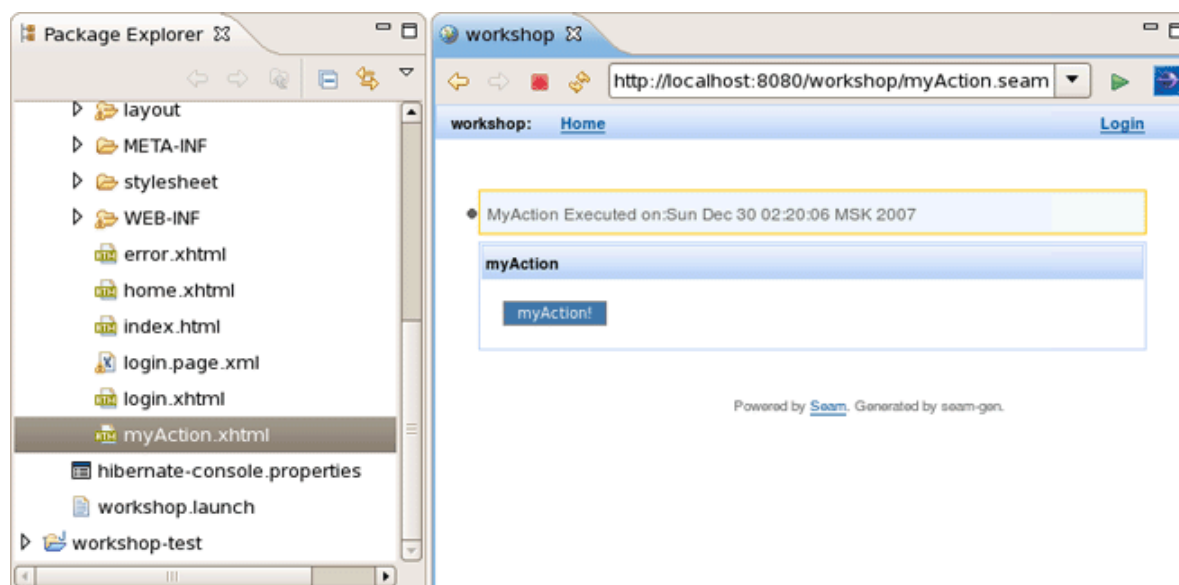 Package Explorer
layout
META-INF
stylesheet
WEB-INF
error.xhtml
home.xhtml
index.html
login.page.xml
login.xhtml
myAction.xhtml
hibernate-console.properties
workshop.launch
workshop-test
workshop
http://localhost:8080/workshop/myAction.seam
workshop: Home Login
MyAction Executed on:Sun Dec 30 02:20:06 MSK 2007
myAction
myAction!
Powered by Seam. Generated by seam-gen.